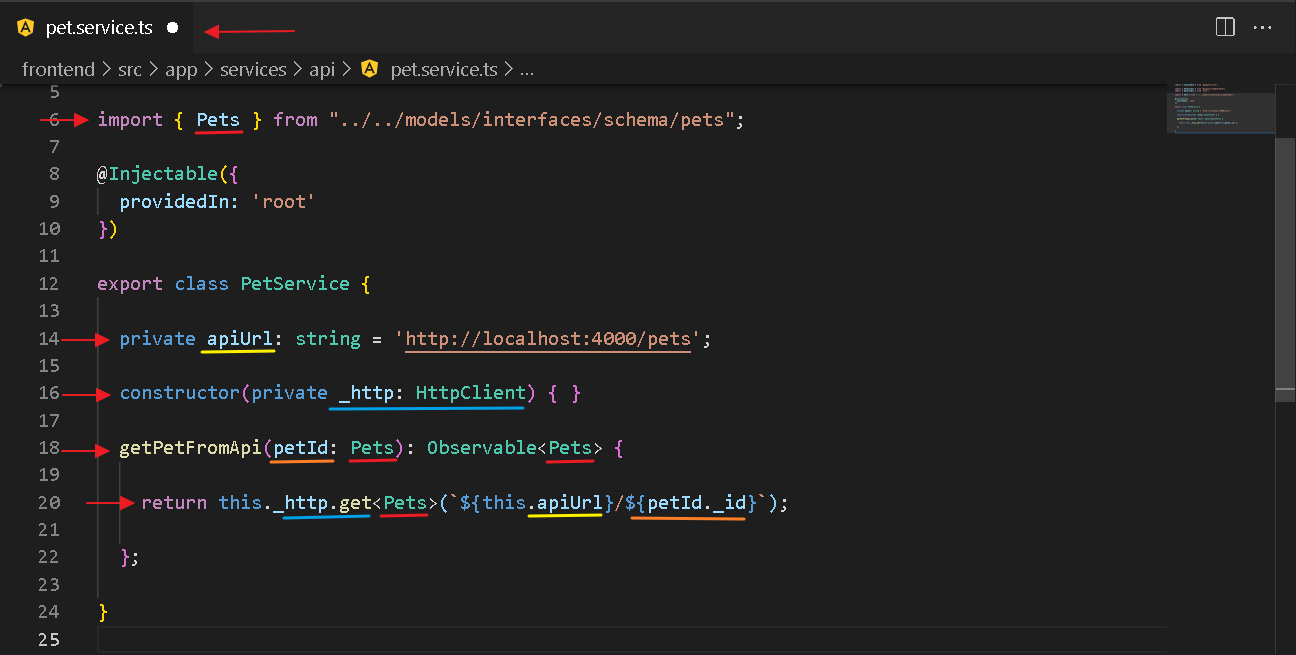 pet.service.ts
frontend > src > app > services > api > pet.service.ts > ...
5
6 import { Pets } from "../../models/interfaces/schema/pets";
7
8 @Injectable({
9 providedIn: 'root'
10 })
11
12 export class PetService {
13
14 private apiUrl: string = 'http://localhost:4000/pets';
15
16 constructor(private _http: HttpClient) { }
17
18 getPetFromApi(petId: Pets): Observable<Pets> {
19
20 return this._http.get<Pets>(`${this.apiUrl}/${petId._id}`);
21
22 };
23
24 }
25